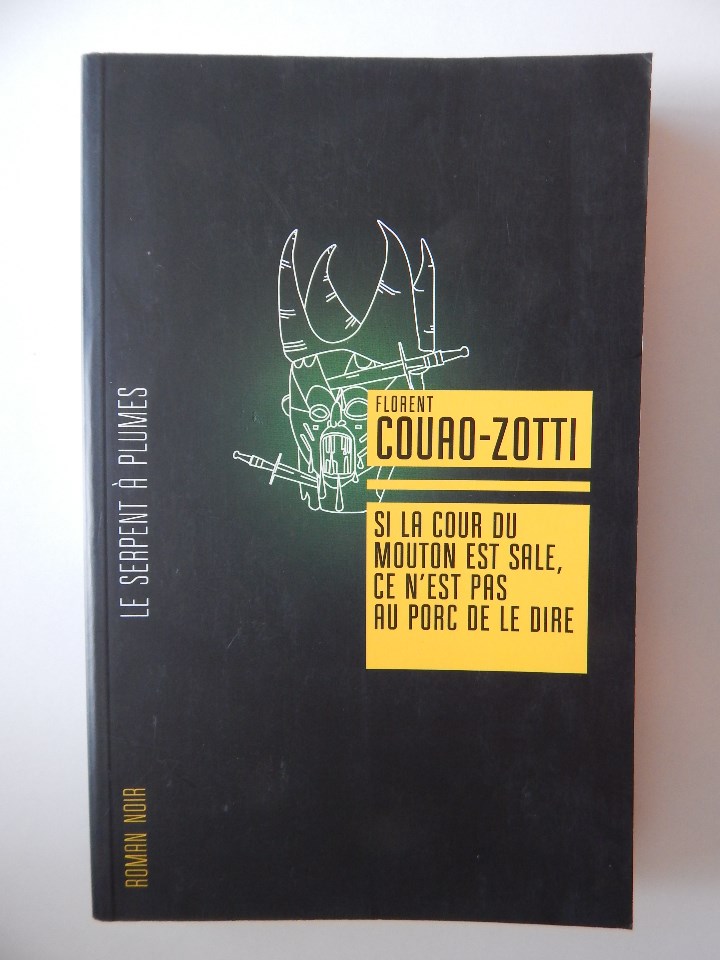 LE SERPENT À PLUMES
ROMAN NOIR
FLORENT
COUAO-ZOTTI
SI LA COUR DU
MOUTON EST SALE,
CE N'EST PAS
AU PORC DE LE DIRE